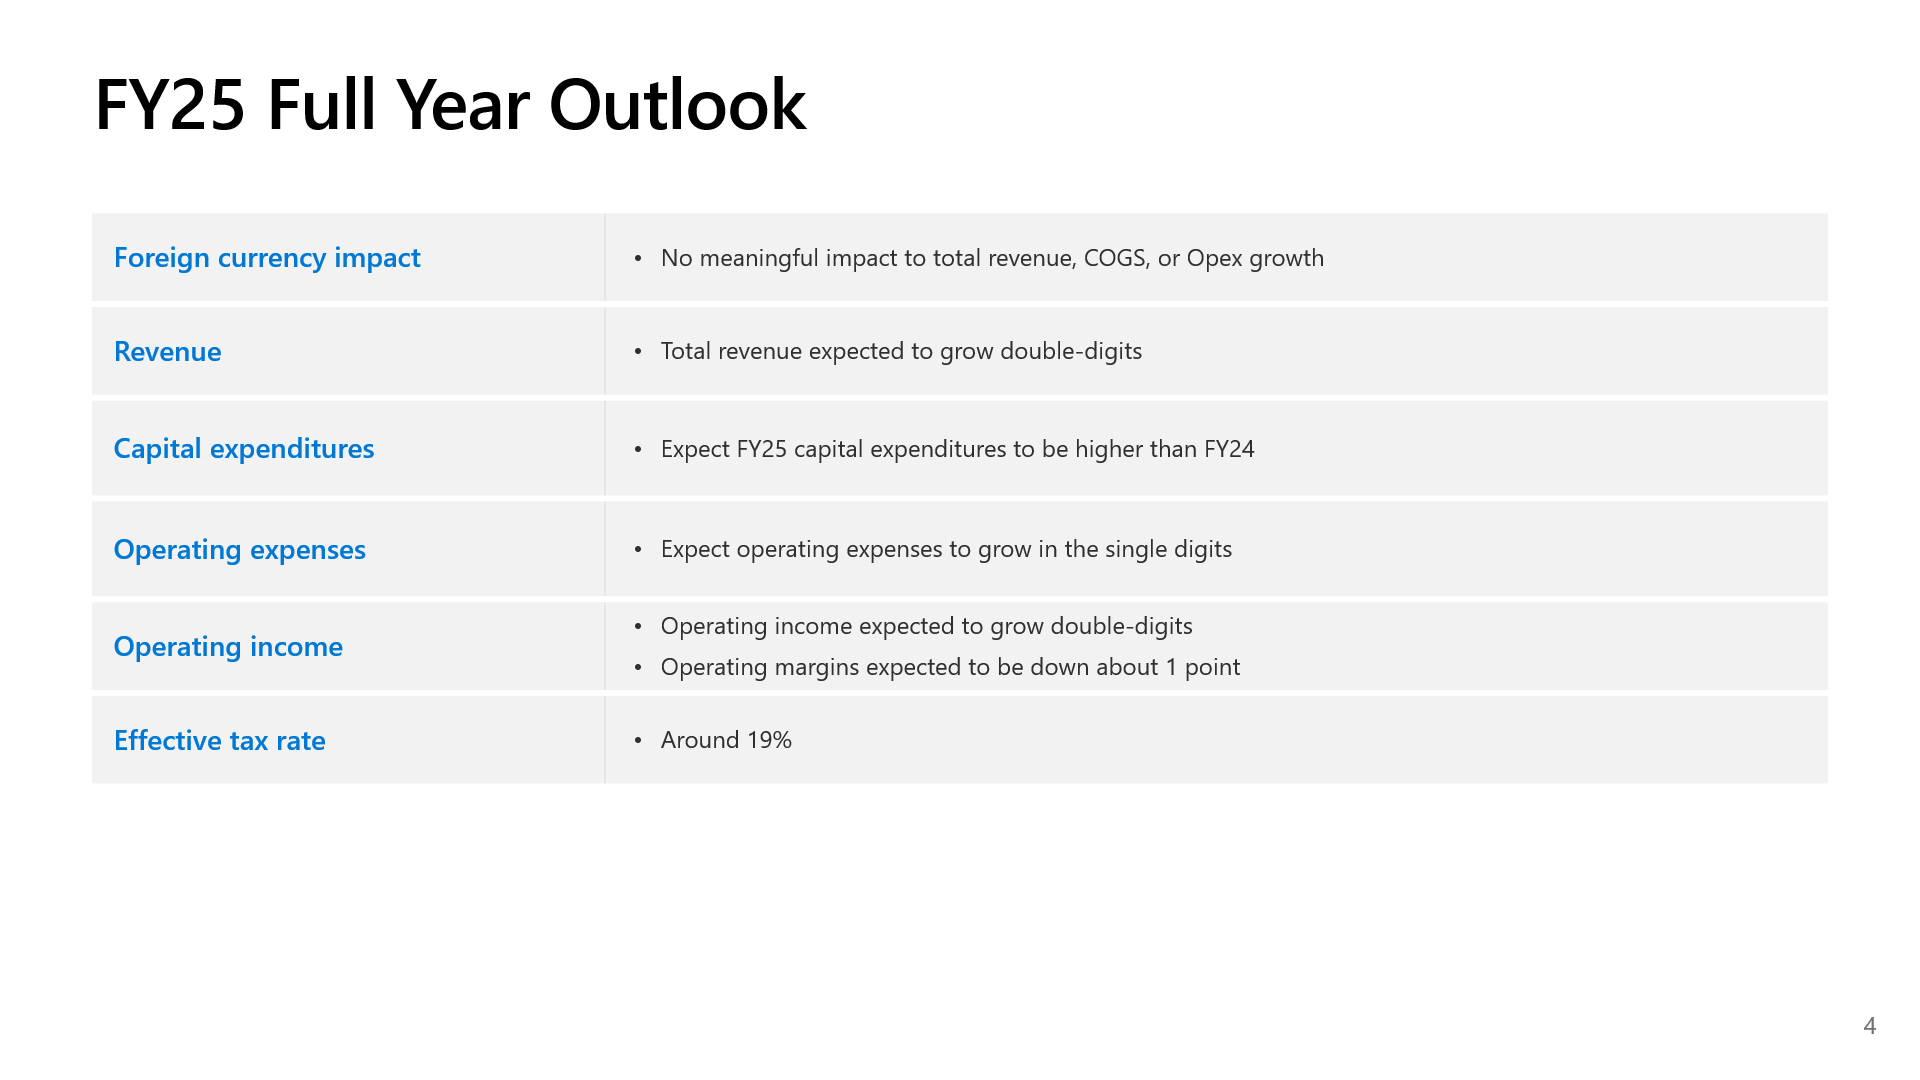 FY25 Full Year Outlook
Foreign currency impact
• No meaningful impact to total revenue, COGS, or Opex growth
Revenue
• Total revenue expected to grow double-digits
Capital expenditures
• Expect FY25 capital expenditures to be higher than FY24
Operating expenses
• Expect operating expenses to grow in the single digits
Operating income
• Operating income expected to grow double-digits
• Operating margins expected to be down about 1 point
Effective tax rate
• Around 19%
4